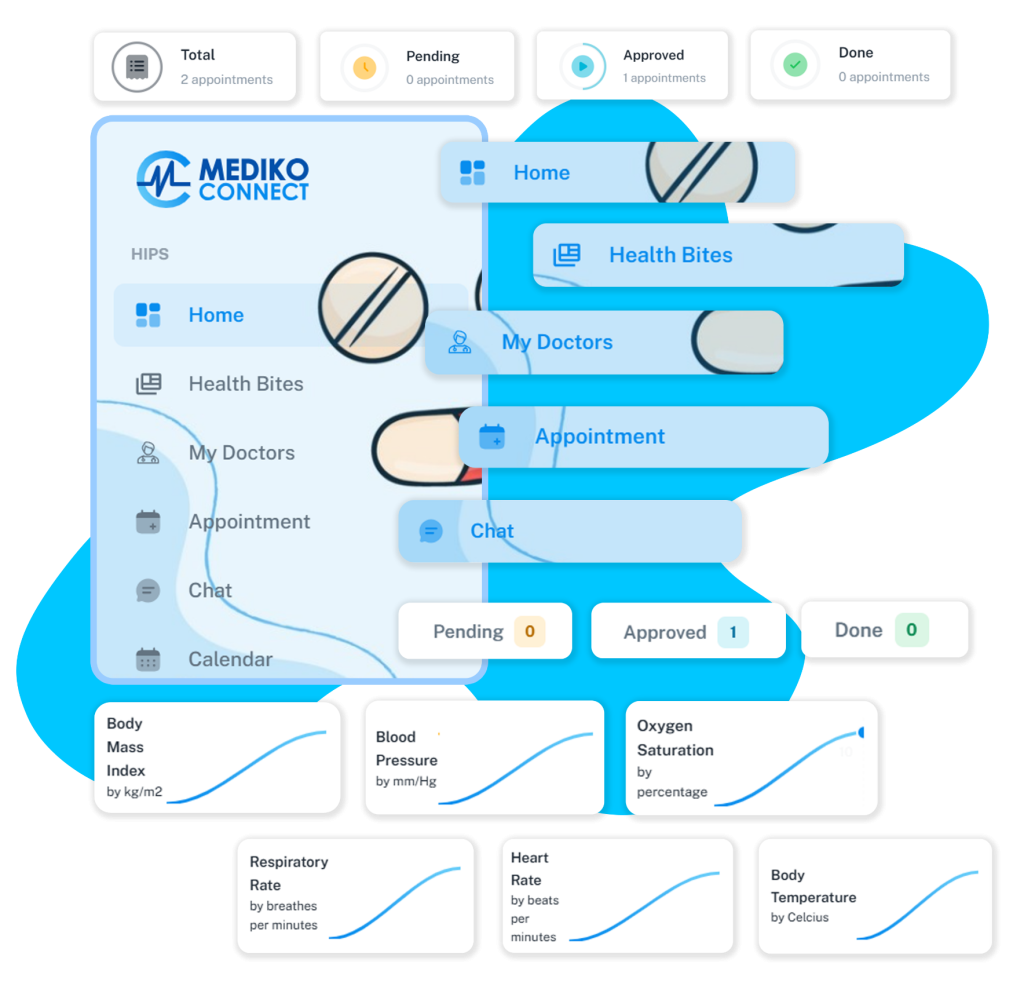 Total
2 appointments
Pending
0 appointments
Approved
1 appointments
Done
0 appointments
MEDIKO
CONNECT
HIPS
Home
Health Bites
My Doctors
Appointment
Chat
Calendar
Home
Health Bites
My Doctors
Appointment
Chat
Pending 0
Approved 1
Done 0
Body
Mass
Index
by kg/m2
Blood
Pressure
by mm/Hg
Oxygen
Saturation
by
percentage
10
Respiratory
Rate
by breathes
per minutes
Heart
Rate
by beats
per
minutes
Body
Temperature
by Celcius